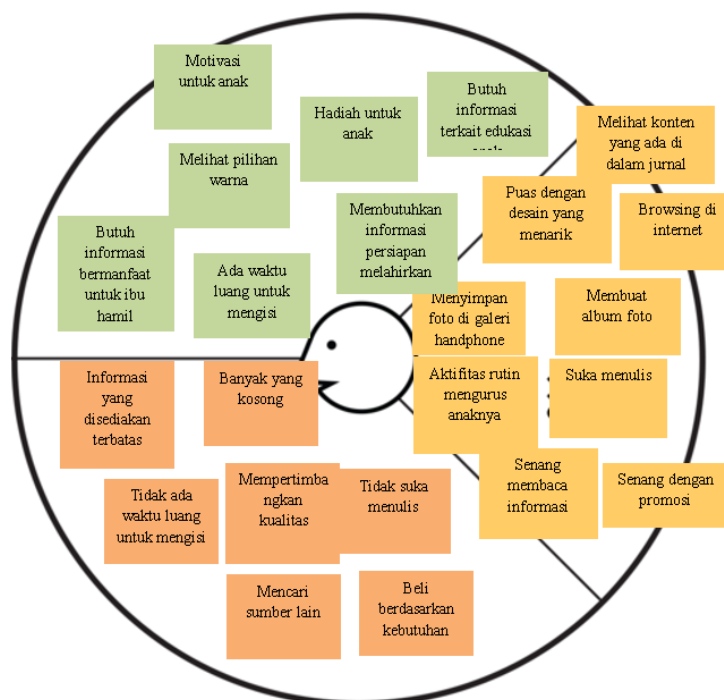 Motivasi
untuk anak
Hadiah untuk
anak
Butuh
informasi
terkait edukasi
Melihat konten
yang ada di
dalam jurnal
Melihat pilihan
warna
Puas dengan
desain yang
menarik
Browsing di
internet
Butuh
informasi
bermanfaat
untuk ibu
hamil
Ada waktu
luang untuk
mengisi
Membutuhkan
informasi
persiapan
melahirkan
Menyimpan
foto di galeri
handphone
Membuat
album foto
Informasi
yang
disediakan
terbatas
Banyak yang
kosong
Aktifitas rutin
mengurus
anaknya
Suka menulis
Tidak ada
waktu luang
untuk mengisi
Mempertimba
ngkan
kualitas
Tidak suka
menulis
Senang
membaca
informasi
Senang dengan
promosi
Mencari
sumber lain
Beli
berdasarkan
kebutuhan